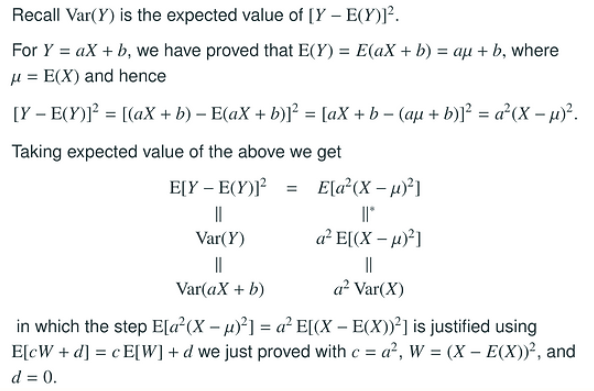 Recall Var(Y) is the expected value of [Y – E(Y)]².
For Y = aX + b, we have proved that E(Y) = E(aX + b) = aμ + b, where
μ = E(X) and hence
[Y – E(Y)]² = [(aX + b) – E(aX + b)]² = [aX + b – (aμ + b)]² = a²(X – μ)².
Taking expected value of the above we get
E[Y – E(Y)]² = E[a²(X – μ)²]
|| ||*
Var(Y) a² E[(X – μ)²]
|| ||
Var(aX + b) a² Var(X)
in which the step E[a²(X – μ)²] = a² E[(X – E(X))²] is justified using
E[cW + d] = c E[W] + d we just proved with c = a², W = (X – E(X))², and
d = 0.